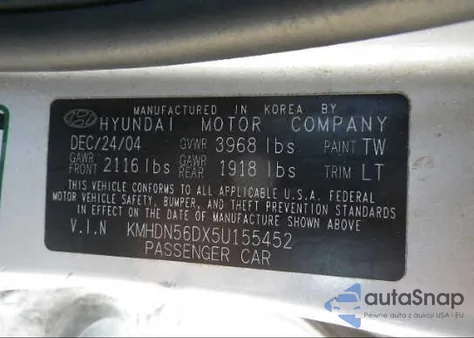 MANUFACTURED IN KOREA BY
HYUNDAI MOTOR COMPANY
DEC/24/04 GVWR 3968 lbs PAINT TW
GAWR FRONT 2116 lbs GAWR REAR 1918 lbs TRIM LT
THIS VEHICLE CONFORMS TO ALL APPLICABLE U.S.A. FEDERAL
MOTOR VEHICLE SAFETY, BUMPER, AND THEFT PREVENTION STANDARDS
IN EFFECT ON THE DATE OF MANUFACTURE SHOWN ABOVE.
V.I.N KMHDN56DX5U155452
PASSENGER CAR
autoSnap
Pewne auta z aukcji USA i EU